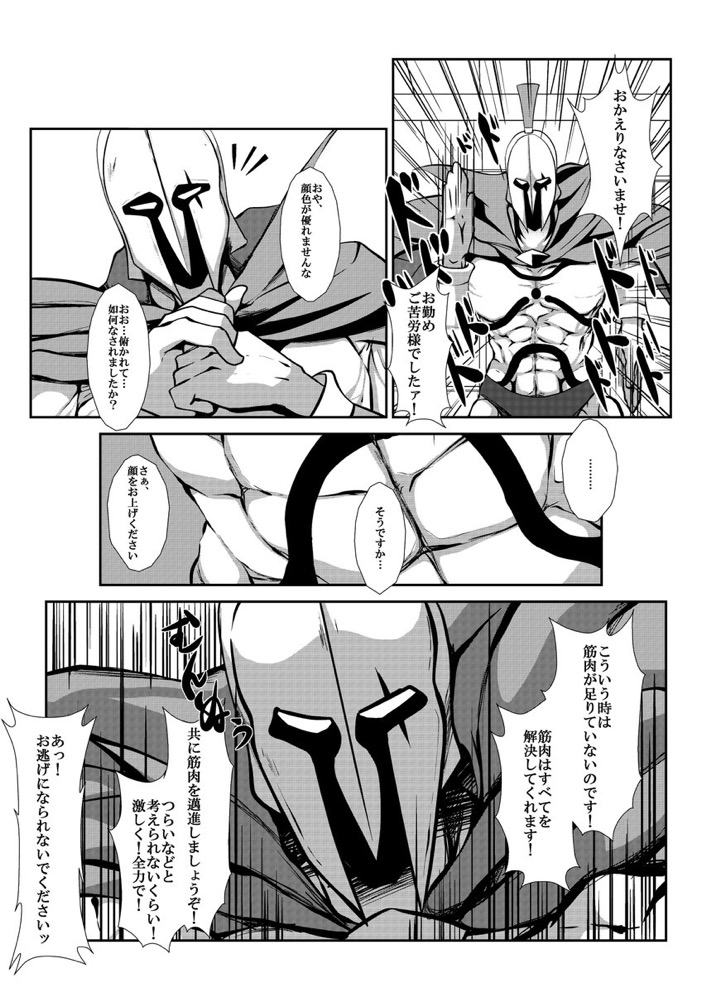 おかえりなさいませ！
お勤め
ご苦労様でしたァ！
ドドドド
ドドド
おや、
顔色が優れませんな
おお…俯かれて…
如何なされましたか？
………
そうですか…
さぁ、
顔をお上げください
こういう時は
筋肉が足りていないのです！
筋肉はすべてを
解決してくれます！
むんぬぅ
共に筋肉を邁進しましょうぞ！
つらいなどと
考えられないくらい！
激しく！全力で！
あっ！
お逃げになられないでくださいッ